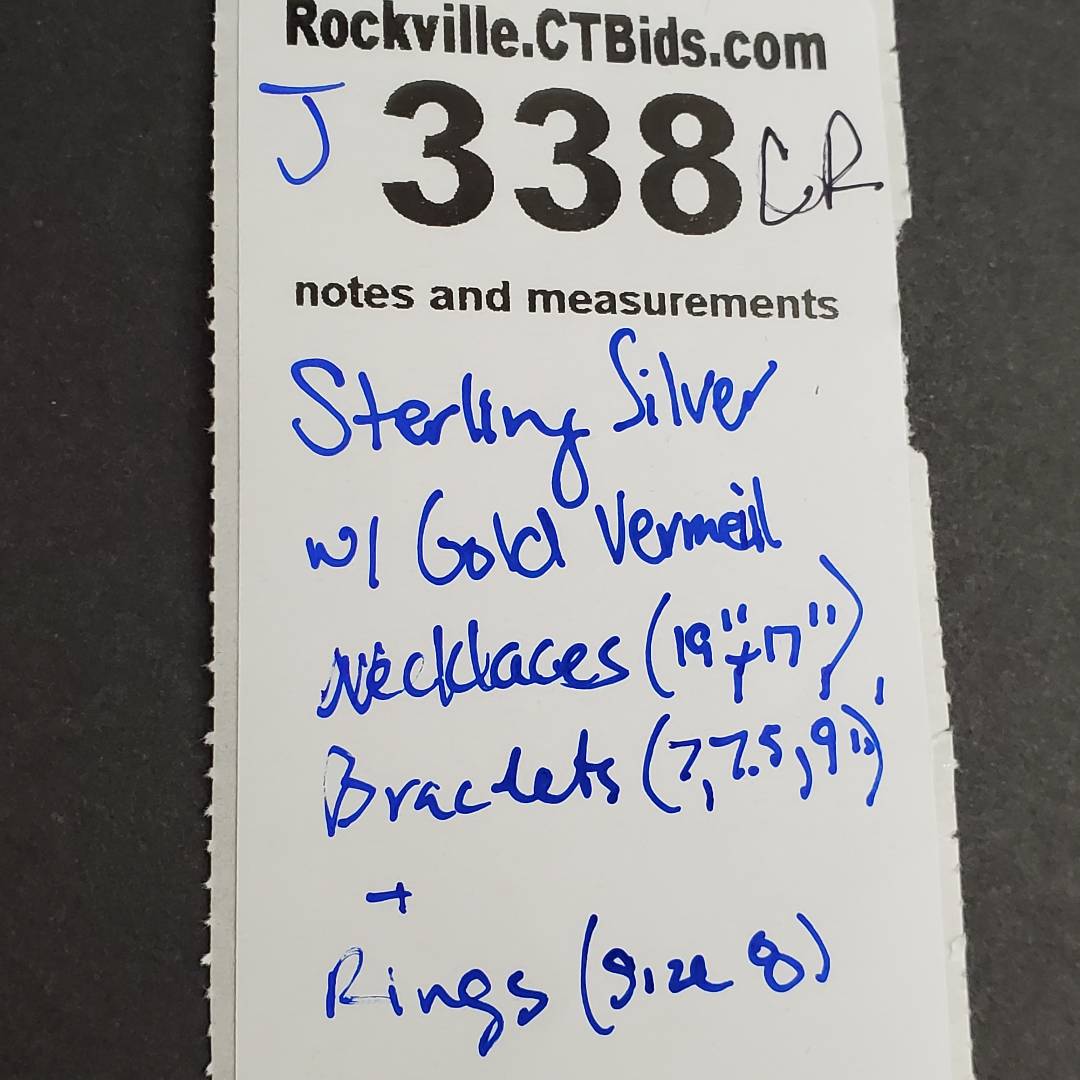 Rockville.CTBids.com
J 338 CR
notes and measurements
Sterling Silver
w/ Gold Vermeil
Necklaces (19" + 17"),
Braclets (7, 7.5, 9"),
+
Rings (size 8)